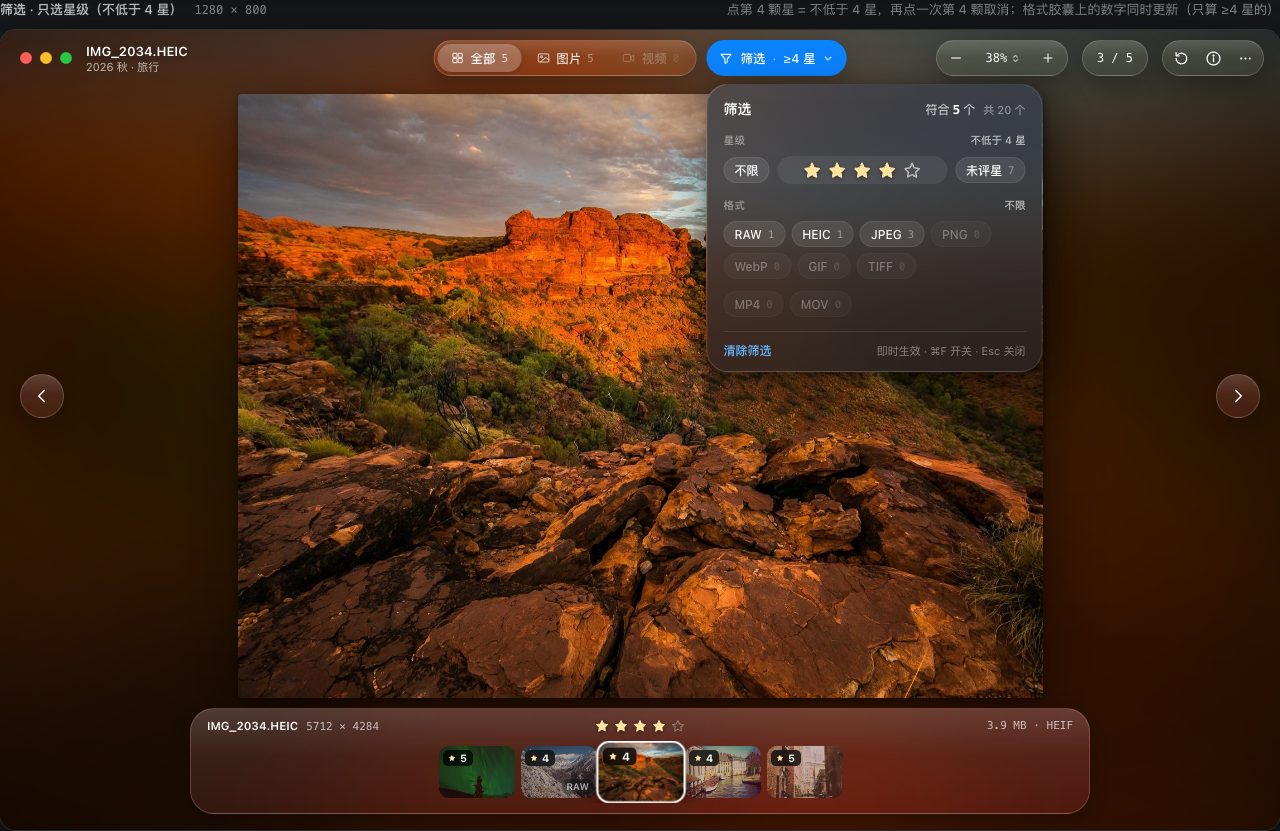 筛选 · 只选星级（不低于 4 星） 1280 × 800 点第 4 颗星 = 不低于 4 星，再点一次第 4 颗取消；格式胶囊上的数字同时更新（只算 ≥4 星的）
IMG_2034.HEIC
2026 秋 · 旅行
全部 5 图片 5 视频 0 筛选 · ≥4 星 38% 3 / 5
筛选 符合 5 个 共 20 个
星级 不低于 4 星
不限 未评星 7
格式 不限
RAW 1 HEIC 1 JPEG 3 PNG 0
WebP 0 GIF 0 TIFF 0
MP4 0 MOV 0
清除筛选 即时生效 · ⌘F 开关 · Esc 关闭
IMG_2034.HEIC 5712 × 4284 3.9 MB · HEIF
5 4 4 4 5
RAW